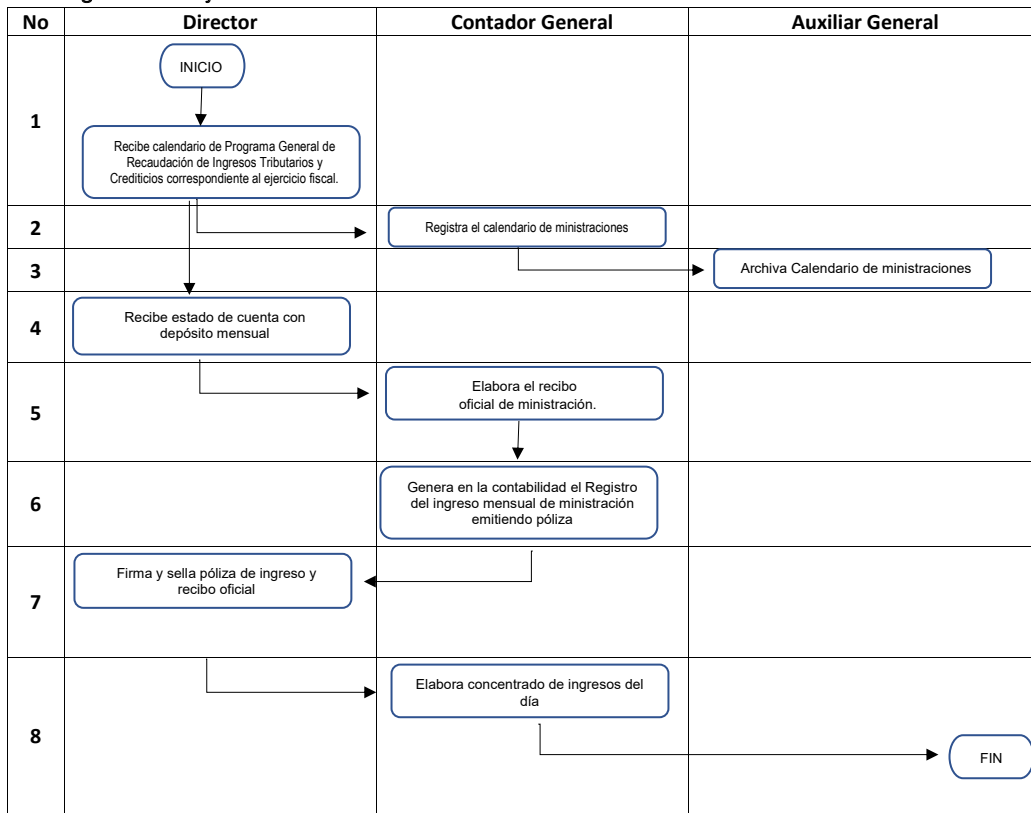 No
Director
Contador General
Auxiliar General
1
INICIO
Recibe calendario de Programa General de
Recaudación de Ingresos Tributarios y
Crediticios correspondiente al ejercicio fiscal.
2
Registra el calendario de ministraciones
3
Archiva Calendario de ministraciones
4
Recibe estado de cuenta con
depósito mensual
5
Elabora el recibo
oficial de ministración.
6
Genera en la contabilidad el Registro
del ingreso mensual de ministración
emitiendo póliza
7
Firma y sella póliza de ingreso y
recibo oficial
8
Elabora concentrado de ingresos del
día
FIN